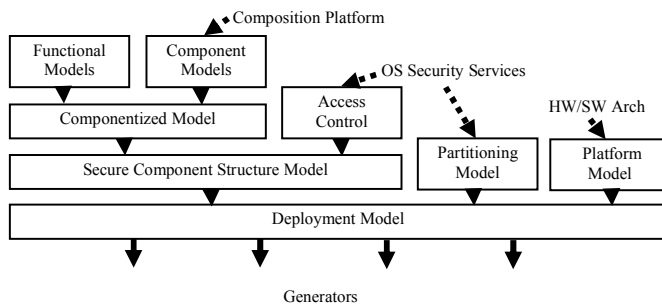 Composition Platform
Functional
Models
Component
Models
OS Security Services
Access
Control
HW/SW Arch
Componentized Model
Partitioning
Model
Platform
Model
Secure Component Structure Model
Deployment Model
Generators